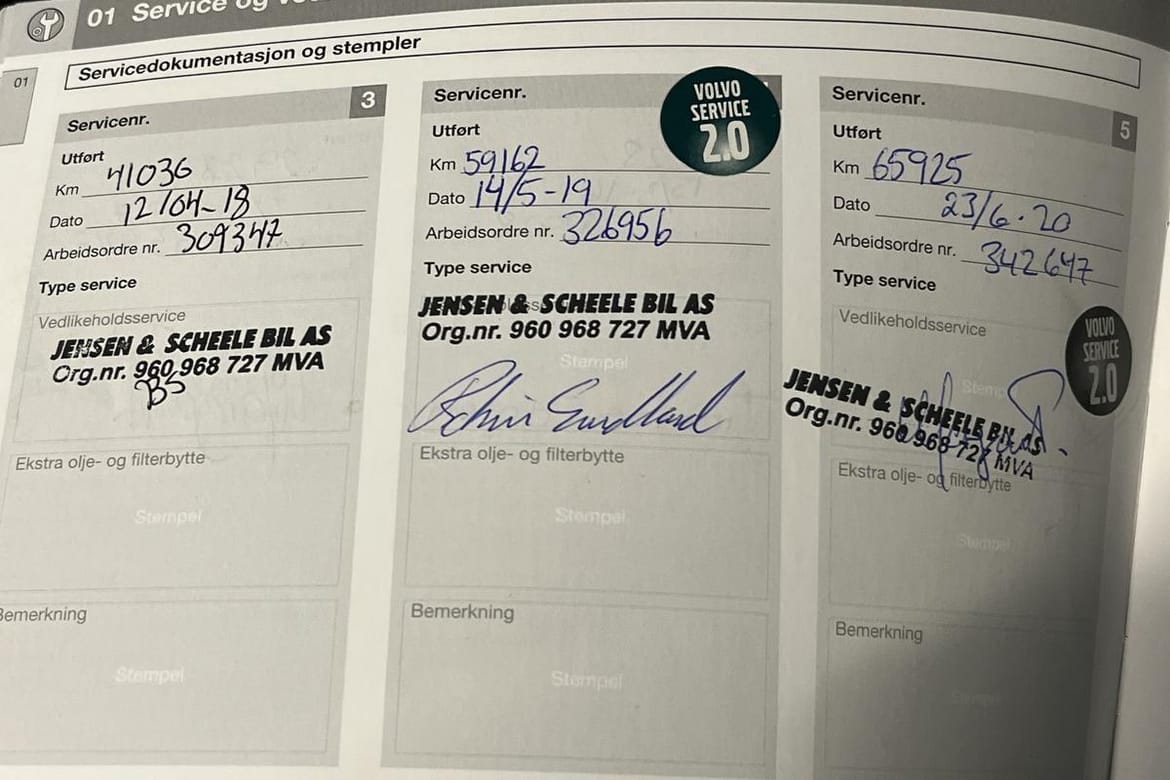 01 Service og
01
Servicedokumentasjon og stempler
Servicenr.
3
Utført
Km 41036
Dato 12/04-18
Arbeidsordre nr. 309347
Type service
Vedlikeholdsservice
JENSEN & SCHEELE BIL AS
Org.nr. 960 968 727 MVA
BS
Ekstra olje- og filterbytte
Stempel
Bemerkning
Stempel
Servicenr.
VOLVO
SERVICE
2.0
Utført
Km 59162
Dato 14/5-19
Arbeidsordre nr. 326956
Type service
JENSEN & SCHEELE BIL AS
Org.nr. 960 968 727 MVA
Stempel
Ekstra olje- og filterbytte
Stempel
Bemerkning
Stempel
Servicenr.
5
Utført
Km 65925
Dato 23/6.20
Arbeidsordre nr. 342647
Type service
Vedlikeholdsservice
VOLVO
SERVICE
2.0
JENSEN & SCHEELE BIL AS
Org.nr. 960 968 727 MVA
Ekstra olje- og filterbytte
Stempel
Bemerkning
Stempel